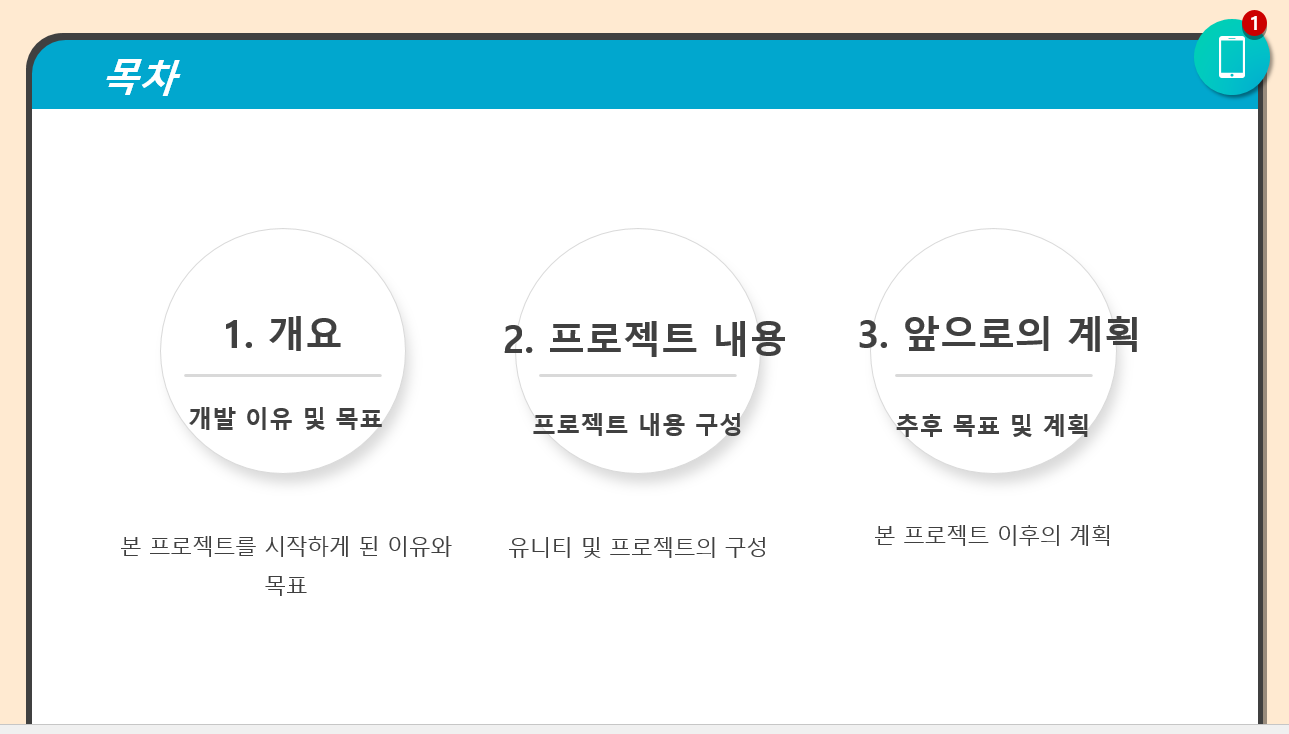 목차
1
1. 개요
개발 이유 및 목표
본 프로젝트를 시작하게 된 이유와
목표
2. 프로젝트 내용
프로젝트 내용 구성
유니티 및 프로젝트의 구성
3. 앞으로의 계획
추후 목표 및 계획
본 프로젝트 이후의 계획